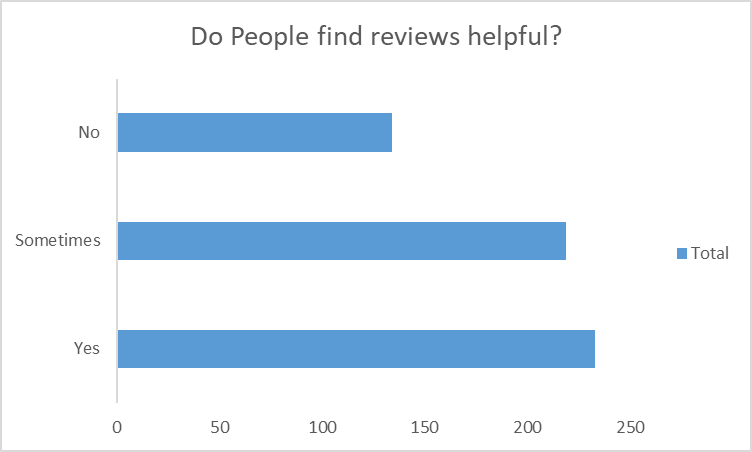 Do People find reviews helpful?
No
Sometimes
Total
Yes
0 50 100 150 200 250